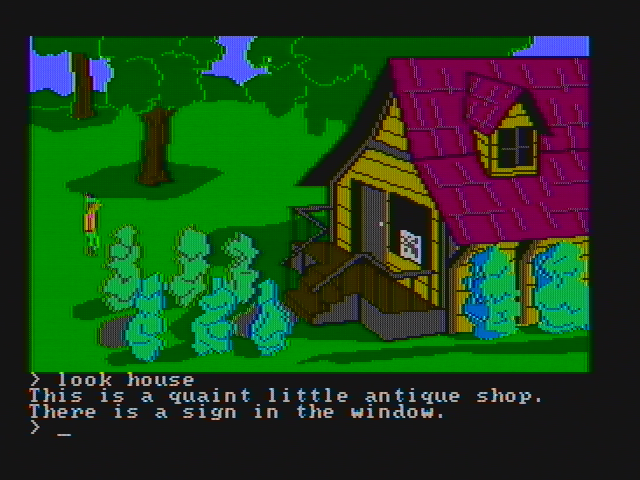 > look house
This is a quaint little antique shop.
There is a sign in the window.
> _